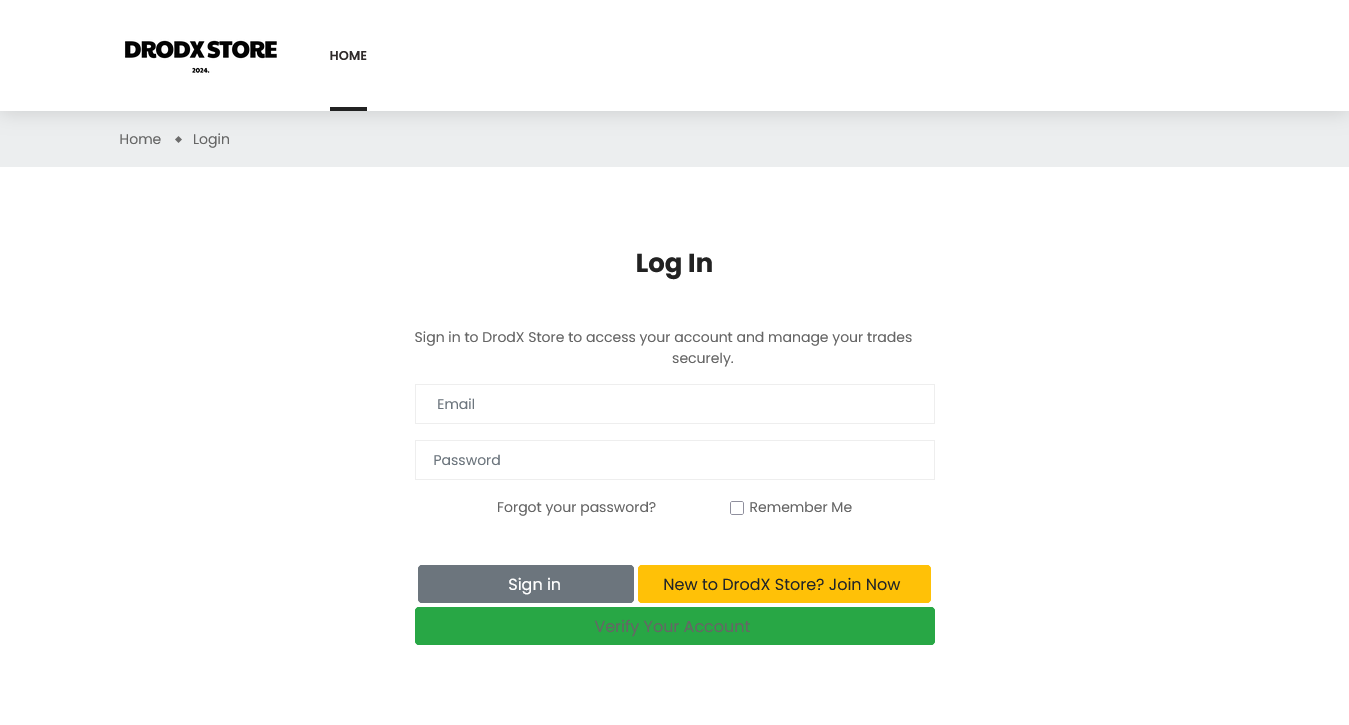 DRODX STORE
2024.
HOME
Home ◆ Login
Log In
Sign in to DrodX Store to access your account and manage your trades
securely.
Email
Password
Forgot your password? Remember Me
Sign in New to DrodX Store? Join Now
Verify Your Account